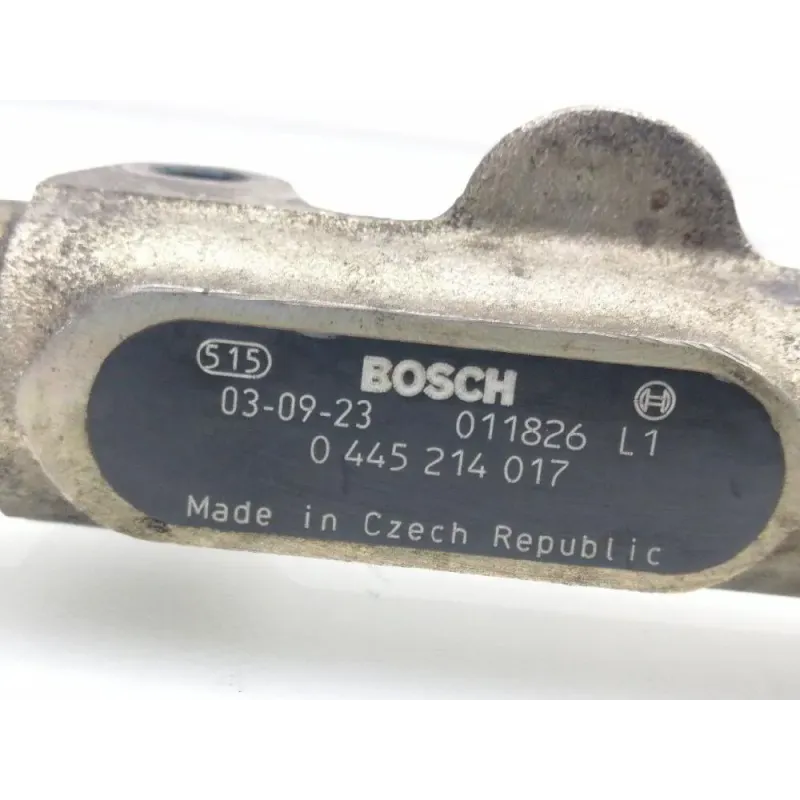 515 BOSCH
03-09-23 011826 L1
0 445 214 017
Made in Czech Republic